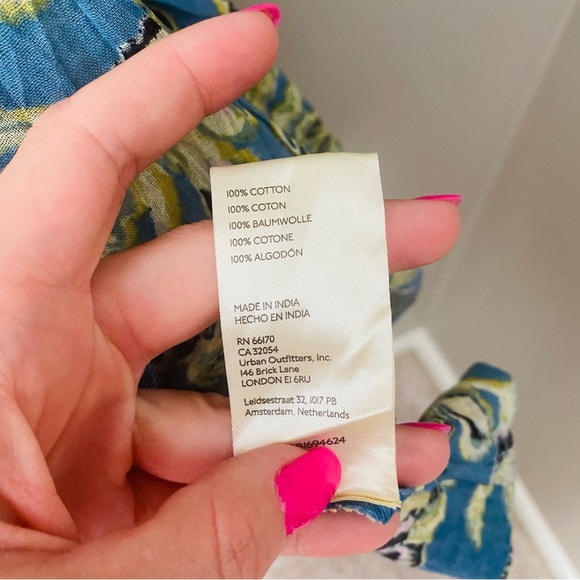 100% COTTON
100% COTON
100% BAUMWOLLE
100% COTONE
100% ALGODÓN
MADE IN INDIA
HECHO EN INDIA
RN 66170
CA 32054
Urban Outfitters, Inc.
146 Brick Lane
LONDON E1 6RU
Leidsestraat 32, 1017 PB
Amsterdam, Netherlands